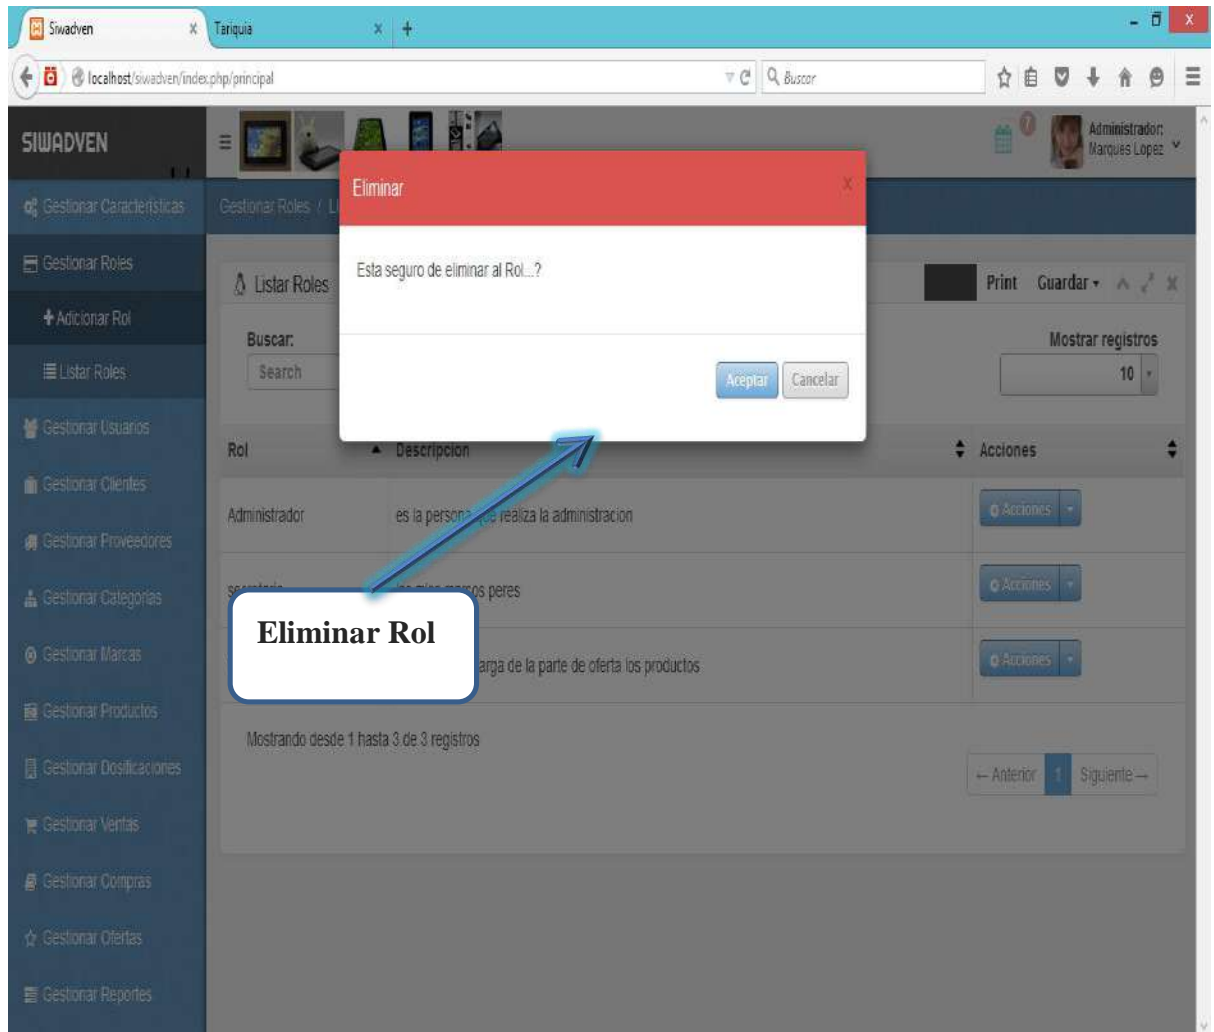 Siwadven
Tariquia
localhost/siwadven/index.php/principal
Buscar
SIWADVEN
7
Administrador:
Marques Lopez
Gestionar Caracteristicas
Gestionar Roles
Adicionar Rol
Listar Roles
Gestionar Usuarios
Gestionar Clientes
Gestionar Proveedores
Gestionar Categorias
Gestionar Marcas
Gestionar Productos
Gestionar Dosificaciones
Gestionar Ventas
Gestionar Compras
Gestionar Ofertas
Gestionar Reportes
Gestionar Roles /
Eliminar
X
Esta seguro de eliminar al Rol...?
Aceptar Cancelar
Listar Roles
Print Guardar
Buscar:
Search
Mostrar registros
10
Rol Descripcion Acciones
Administrador es la persona que realiza la administracion Acciones
peres Acciones
de la parte de oferta los productos Acciones
Eliminar Rol
Mostrando desde 1 hasta 3 de 3 registros
← Anterior 1 Siguiente →